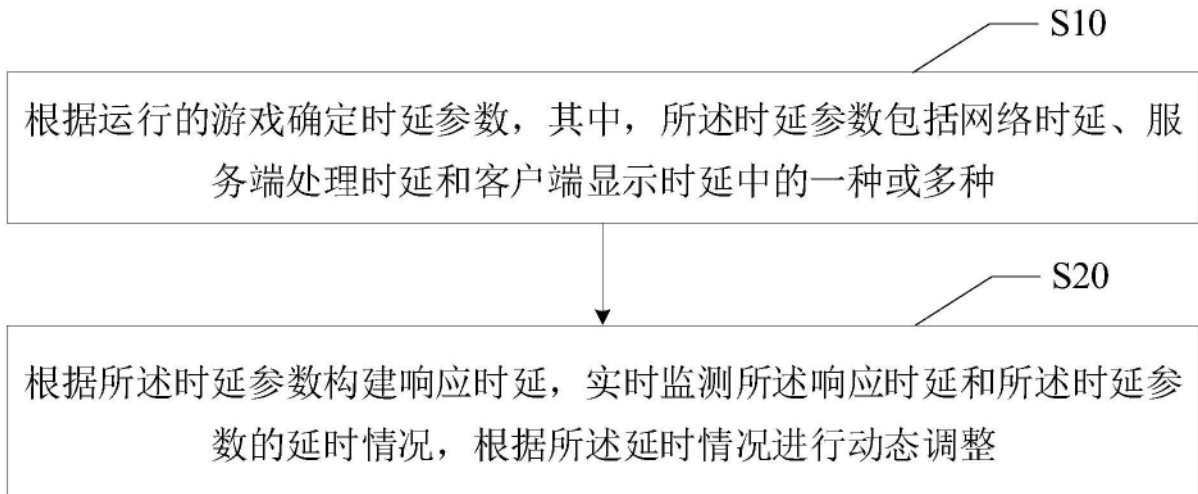 S10
根据运行的游戏确定时延参数，其中，所述时延参数包括网络时延、服
务端处理时延和客户端显示时延中的一种或多种
S20
根据所述时延参数构建响应时延，实时监测所述响应时延和所述时延参
数的延时情况，根据所述延时情况进行动态调整